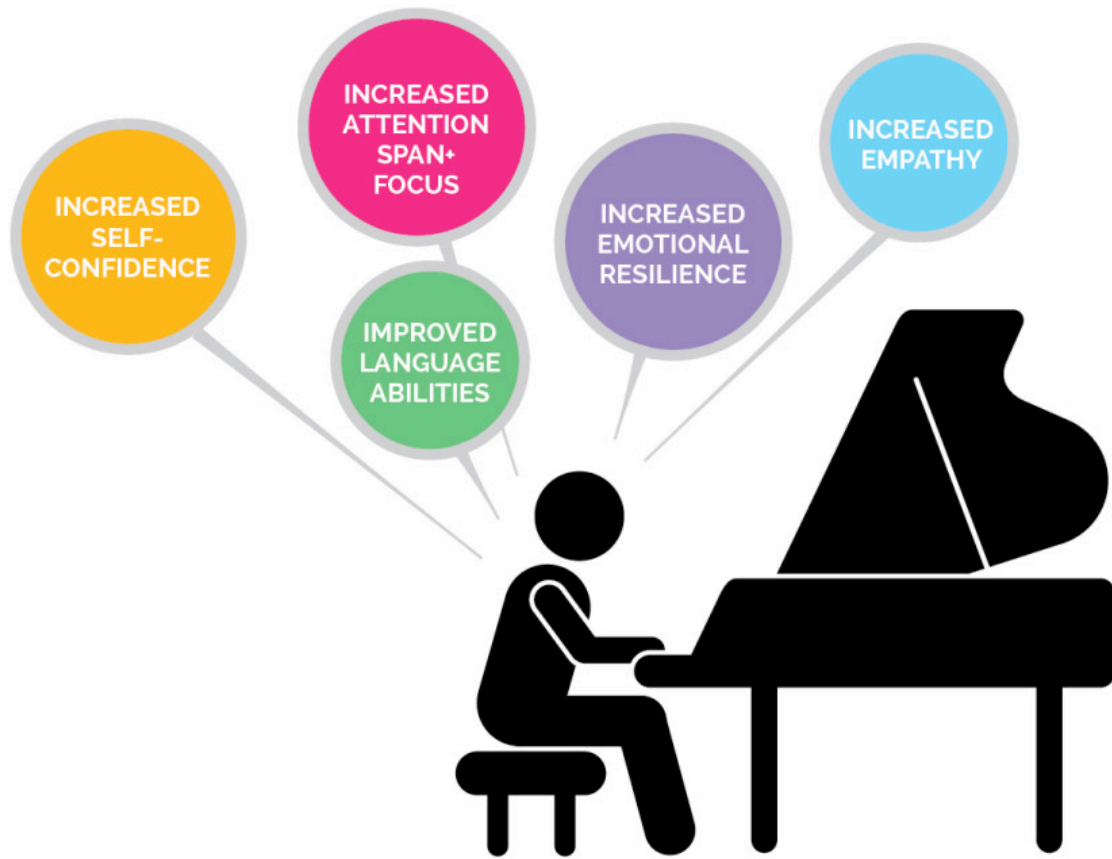 INCREASED
SELF-
CONFIDENCE
INCREASED
ATTENTION
SPAN+
FOCUS
IMPROVED
LANGUAGE
ABILITIES
INCREASED
EMOTIONAL
RESILIENCE
INCREASED
EMPATHY